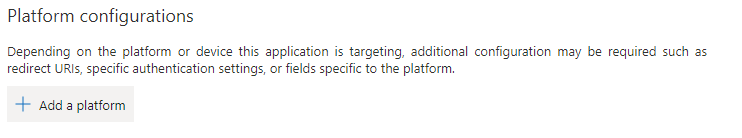 Platform configurations
Depending on the platform or device this application is targeting, additional configuration may be required such as
redirect URIs, specific authentication settings, or fields specific to the platform.
Add a platform